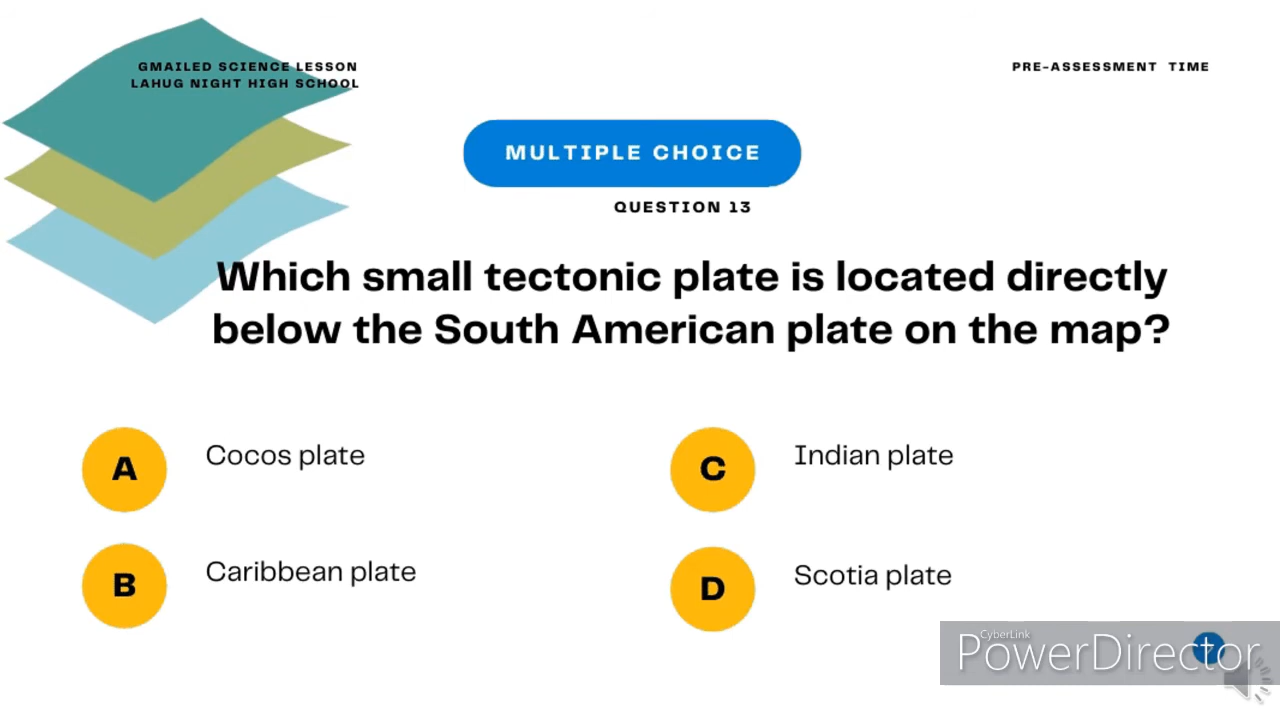 GMAILED SCIENCE LESSON
LAHUG NIGHT HIGH SCHOOL
PRE-ASSESSMENT TIME
MULTIPLE CHOICE
QUESTION 13
Which small tectonic plate is located directly
below the South American plate on the map?
A Cocos plate
B Caribbean plate
C Indian plate
D Scotia plate
CyberLink
PowerDirector